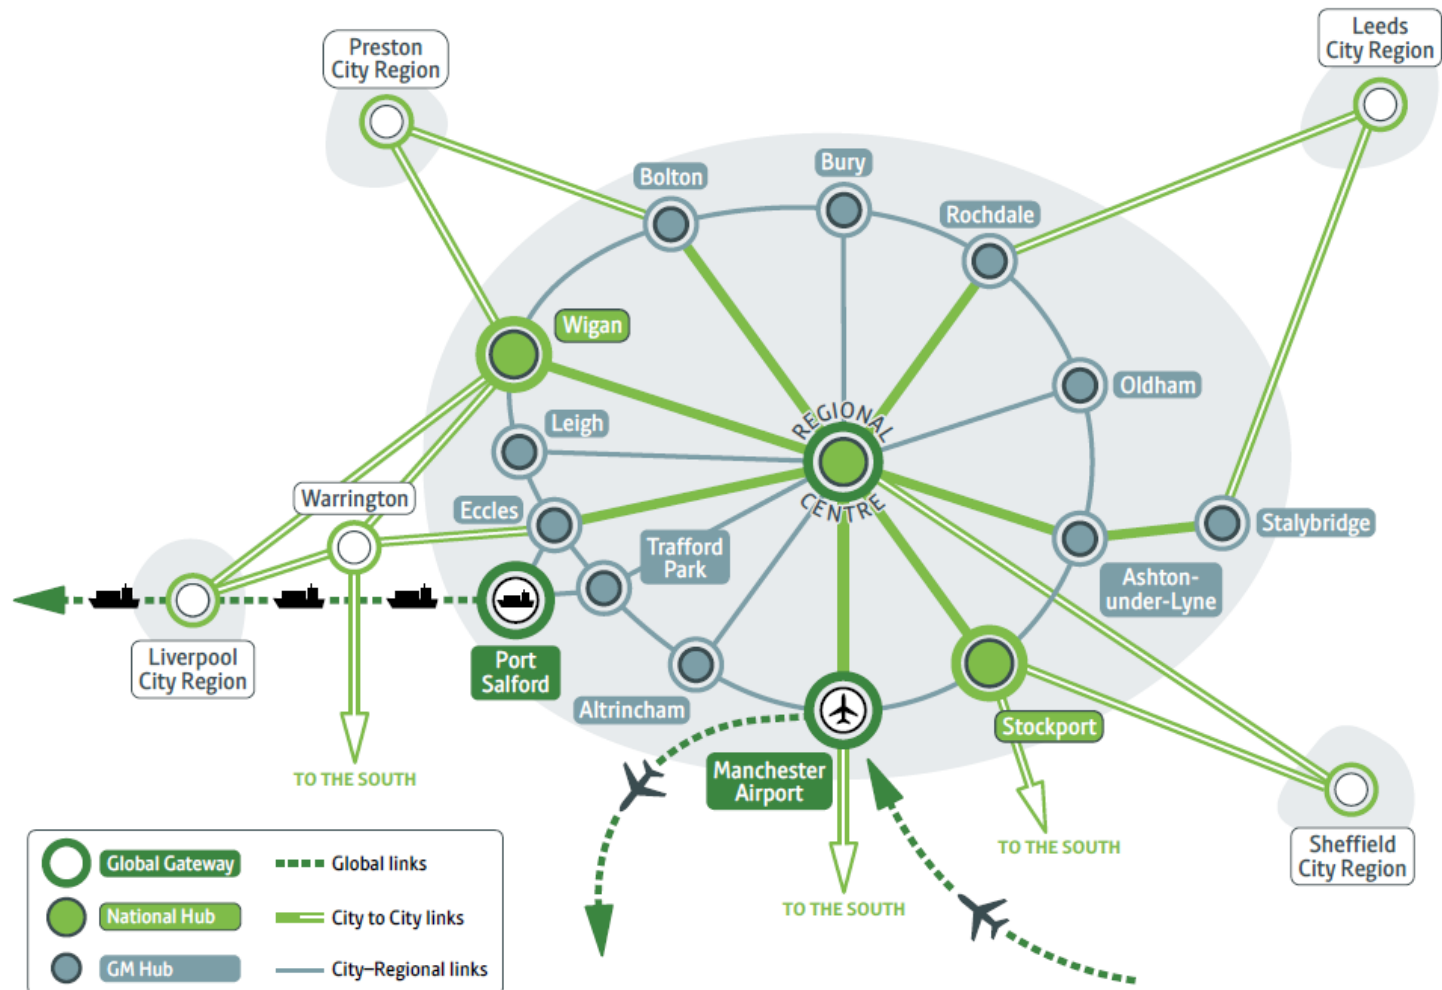 Preston
City Region
Leeds
City Region
Bury
Bolton
Rochdale
Wigan
Oldham
REGIONAL
CENTRE
Leigh
Warrington
Eccles
Trafford
Park
Stalybridge
Ashton-
under-Lyne
Liverpool
City Region
Port
Salford
Altrincham
Stockport
Manchester
Airport
TO THE SOUTH
TO THE SOUTH
TO THE SOUTH
Sheffield
City Region
Global Gateway
Global links
National Hub
City to City links
GM Hub
City–Regional links